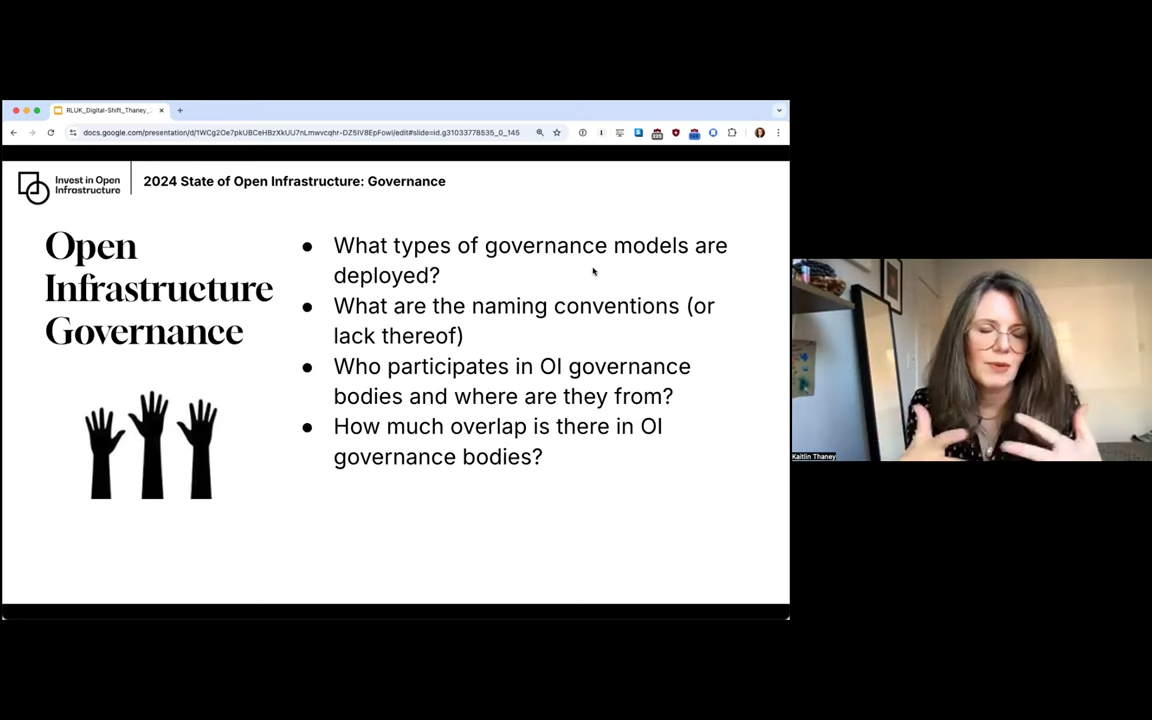 RLUK_Digital-Shift_Thaney_
docs.google.com/presentation/d/1WCg2Oe7pkUBCeHBzXkUU7nLmwvcqhr-DZ5IV8EpFowI/edit#slide=id.g31033778535_0_145
Invest in Open
Infrastructure
2024 State of Open Infrastructure: Governance
Open
Infrastructure
Governance
● What types of governance models are
deployed?
● What are the naming conventions (or
lack thereof)
● Who participates in OI governance
bodies and where are they from?
● How much overlap is there in OI
governance bodies?
Kaitlin Thaney